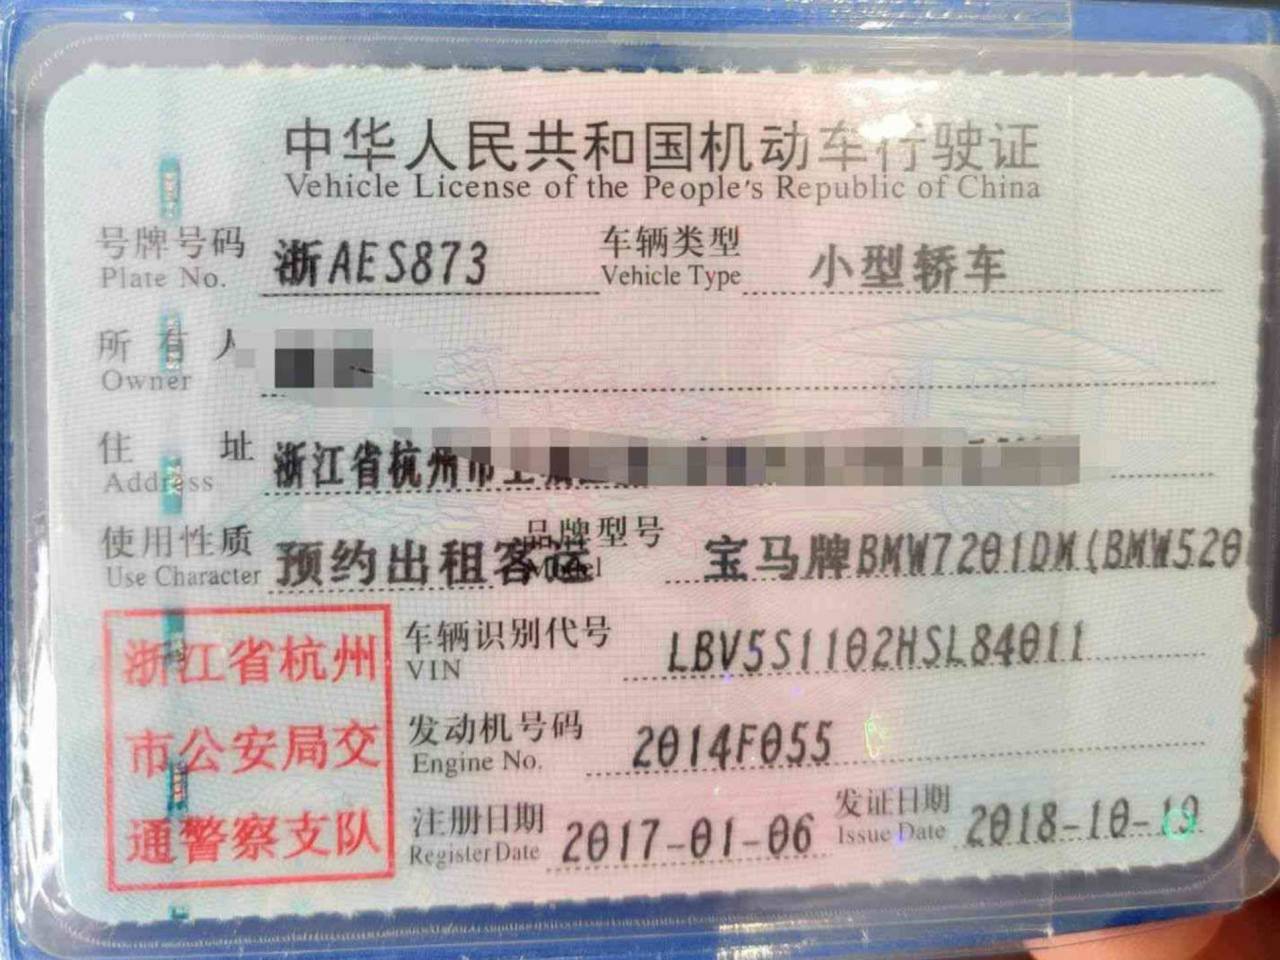 中华人民共和国机动车行驶证
Vehicle License of the People's Republic of China
号牌号码 浙AES873 车辆类型 小型轿车
Plate No. Vehicle Type
所有人
Owner
住址 浙江省杭州市上
Address
使用性质 预约出租客运 品牌型号 宝马牌BMW7201DM(BMW520
Use Character Model
车辆识别代号 LBV5S1102HSL84011
VIN
发动机号码 2014F055
Engine No.
注册日期 2017-01-06 发证日期 2018-10-19
Register Date Issue Date
浙江省杭州
市公安局交
通警察支队